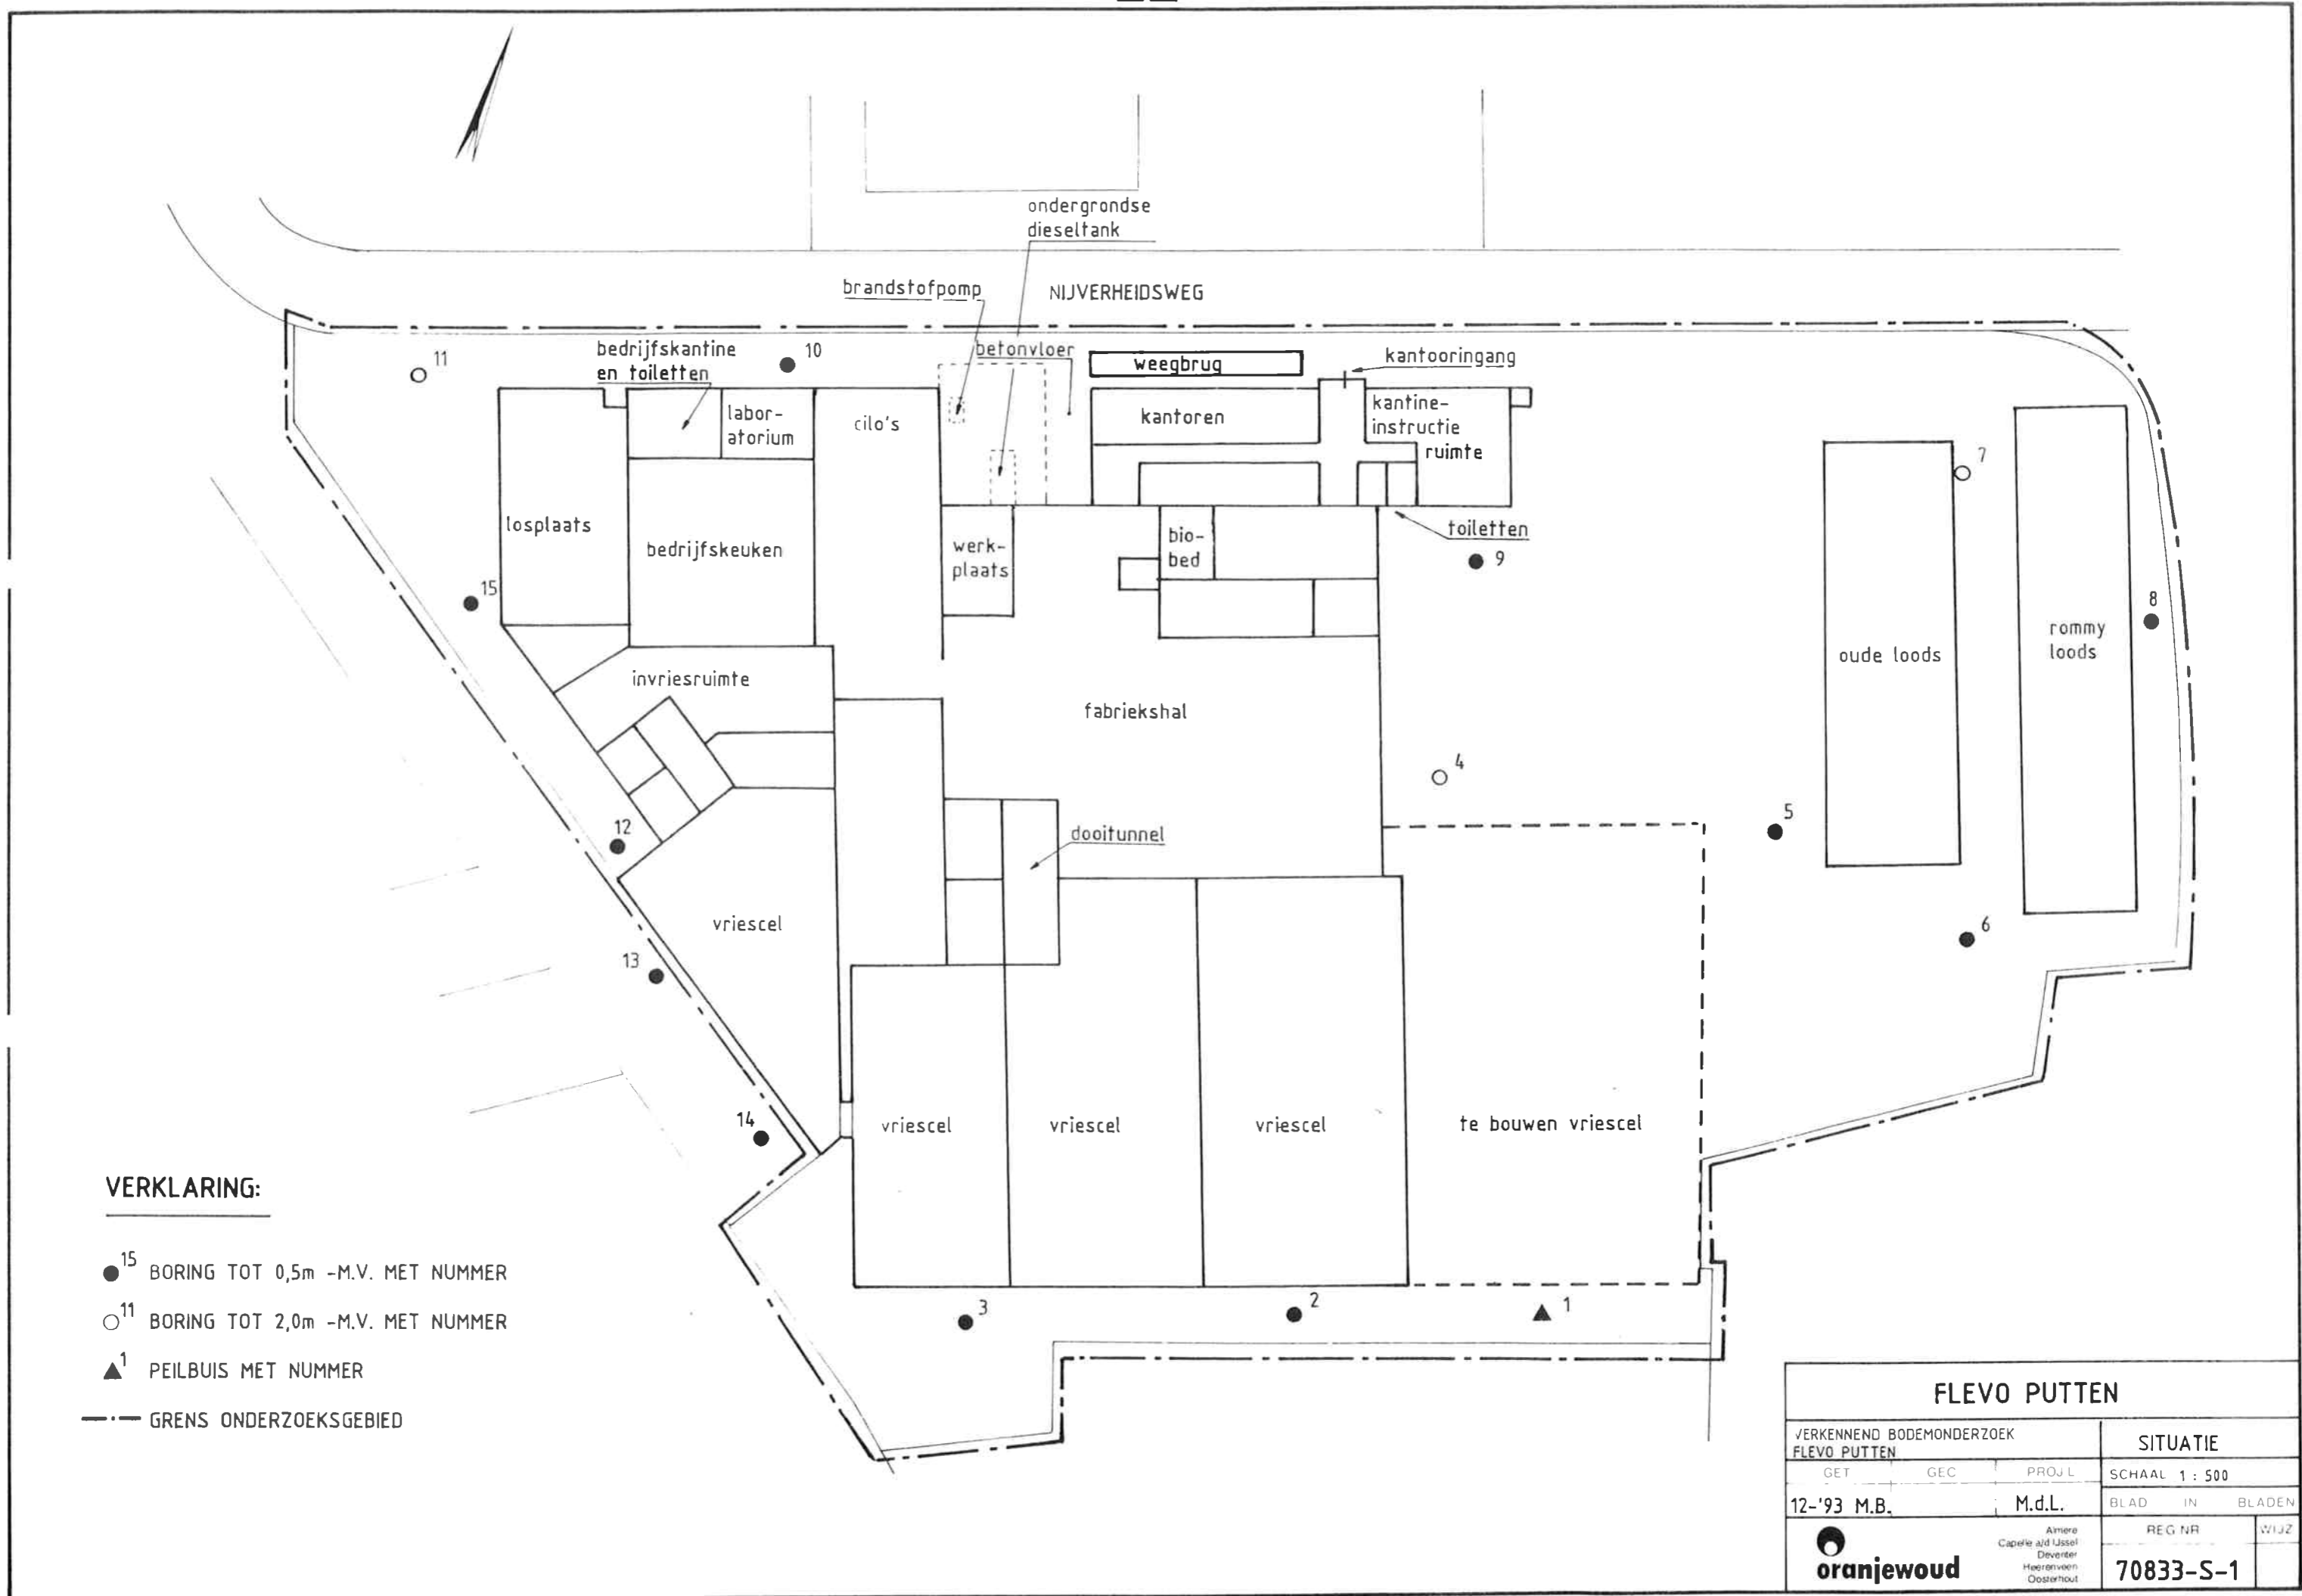 ondergrondse
dieseltank
brandstofpomp
NIJVERHEIDSWEG
11
bedrijfskantine
en toiletten
10
betonvloer
weegbrug
kantooringang
labor-
atorium
cilo's
kantoren
kantine-
instructie
ruimte
7
losplaats
bedrijfskeuken
werk-
plaats
bio-
bed
toiletten
9
15
8
oude loods
rommy
loods
invriesruimte
fabriekshal
4
5
12
dooitunnel
vriescel
6
13
14
vriescel
vriescel
vriescel
te bouwen vriescel
3
2
1
VERKLARING:
15 BORING TOT 0,5m -M.V. MET NUMMER
11 BORING TOT 2,0m -M.V. MET NUMMER
1 PEILBUIS MET NUMMER
GRENS ONDERZOEKSGEBIED
FLEVO PUTTEN
VERKENNEND BODEMONDERZOEK
FLEVO PUTTEN
SITUATIE
GET GEC PROJ L
SCHAAL 1 : 500
12-'93 M.B. M.d.L.
BLAD IN BLADEN
oranjewoud
Almere
Capelle a/d IJssel
Deventer
Heerenveen
Oosterhout
REG NR WIJZ
70833-S-1